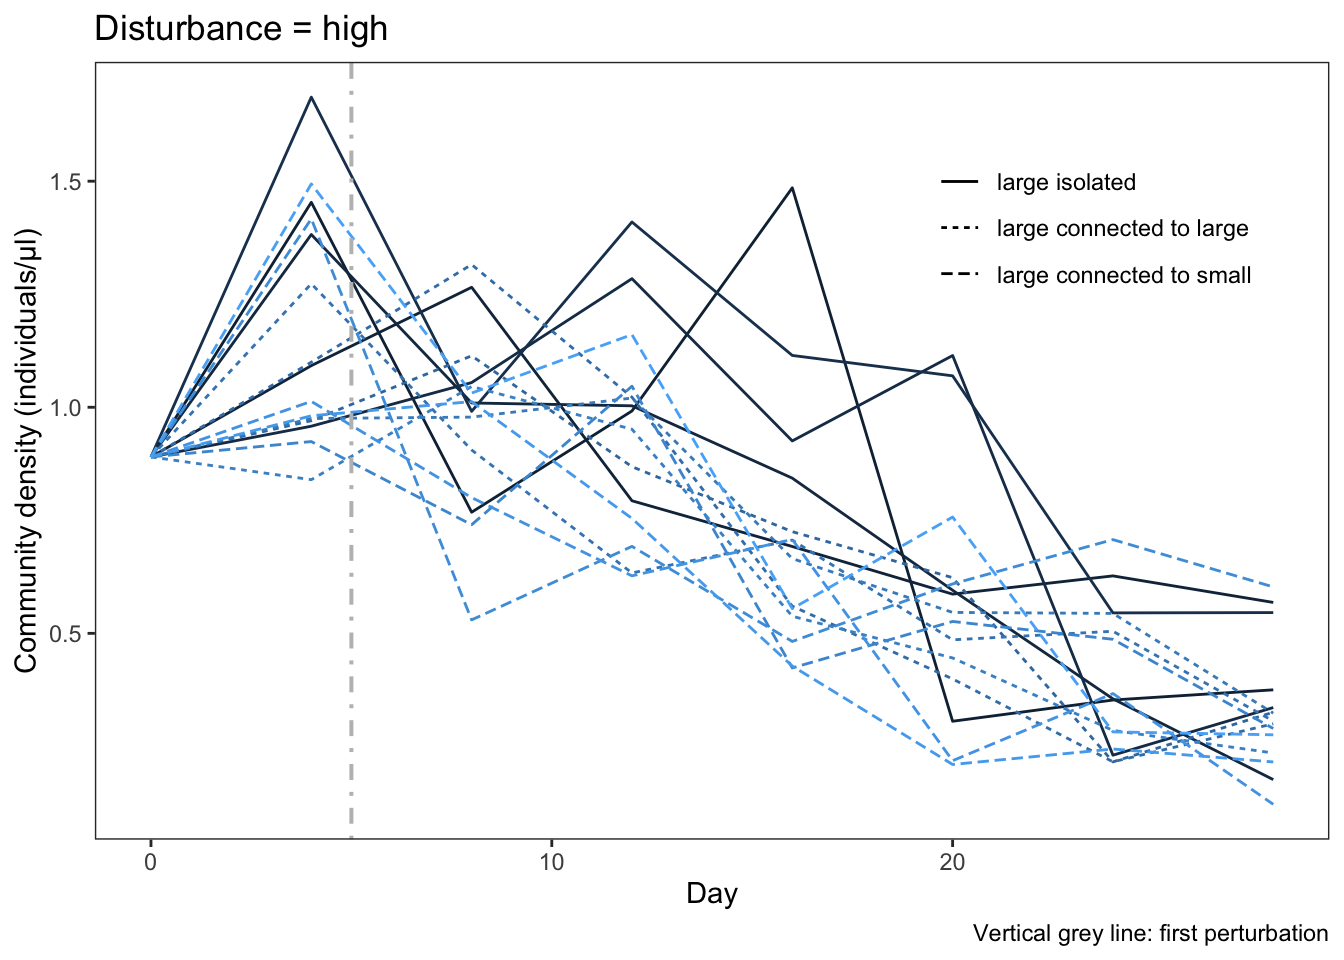 Disturbance = high
Community density (individuals/μl)
1.5
1.0
0.5
large isolated
large connected to large
large connected to small
0
10
20
Day
Vertical grey line: first perturbation